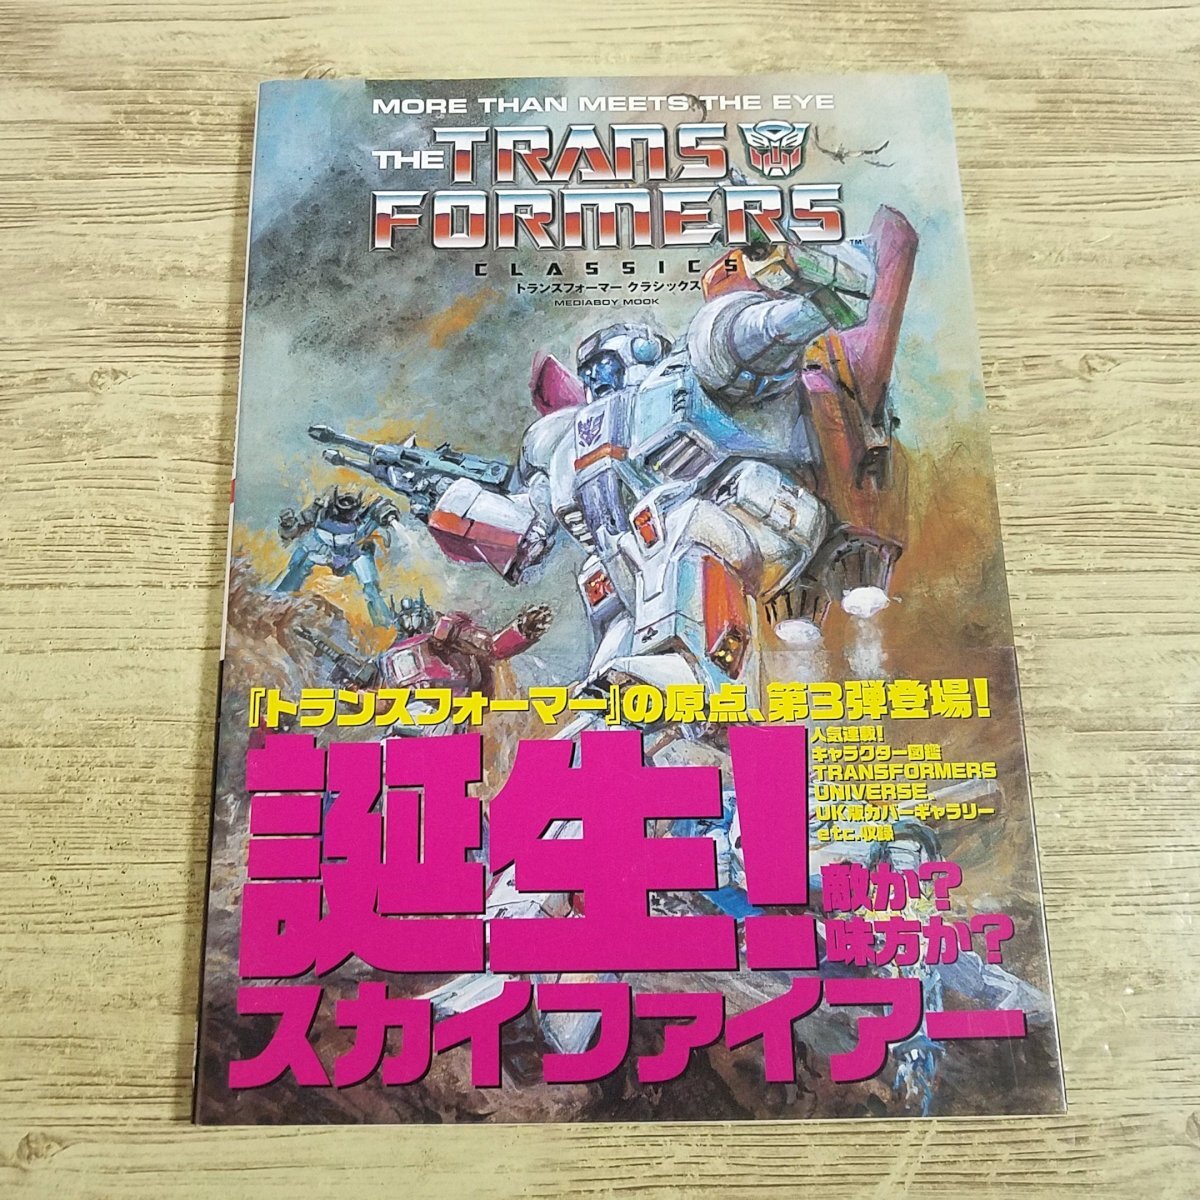 MORE THAN MEETS THE EYE
THE TRANS
FORMERS
TM
CLASSICS
トランスフォーマー クラシックス
MEDIABOY MOOK
『トランスフォーマー』の原点、第3弾登場!
誕生!
人気連載!
キャラクター図鑑
TRANSFORMERS
UNIVERSE、
UK版カバーギャラリー
etc.収録
敵か?
味方か?
スカイファイアー